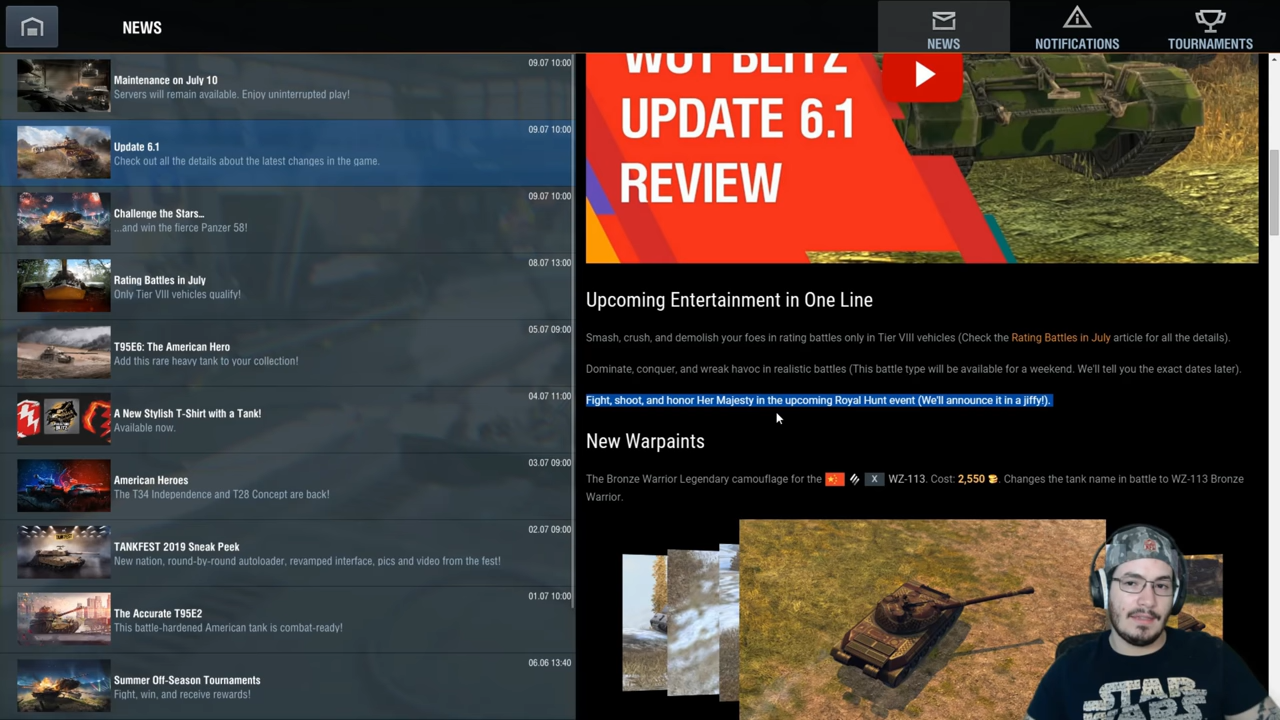 NEWS
NEWS
NOTIFICATIONS
TOURNAMENTS
09.07 10:00
Maintenance on July 10
Servers will remain available. Enjoy uninterrupted play!
09.07 10:00
Update 6.1
Check out all the details about the latest changes in the game.
09.07 10:00
Challenge the Stars...
...and win the fierce Panzer 58!
08.07 13:00
Rating Battles in July
Only Tier VIII vehicles qualify!
05.07 09:00
T95E6: The American Hero
Add this rare heavy tank to your collection!
04.07 11:00
A New Stylish T-Shirt with a Tank!
Available now.
03.07 09:00
American Heroes
The T34 Independence and T28 Concept are back!
02.07 09:00
TANKFEST 2019 Sneak Peek
New nation, round-by-round autoloader, revamped interface, pics and video from the fest!
01.07 10:00
The Accurate T95E2
This battle-hardened American tank is combat-ready!
06.06 13:40
Summer Off-Season Tournaments
Fight, win, and receive rewards!
WOT BLITZ
UPDATE 6.1
REVIEW
Upcoming Entertainment in One Line
Smash, crush, and demolish your foes in rating battles only in Tier VIII vehicles (Check the Rating Battles in July article for all the details).
Dominate, conquer, and wreak havoc in realistic battles (This battle type will be available for a weekend. We'll tell you the exact dates later).
Fight, shoot, and honor Her Majesty in the upcoming Royal Hunt event (We'll announce it in a jiffy!).
New Warpaints
The Bronze Warrior Legendary camouflage for the X WZ-113. Cost: 2,550. Changes the tank name in battle to WZ-113 Bronze
Warrior.
STAR
WARS